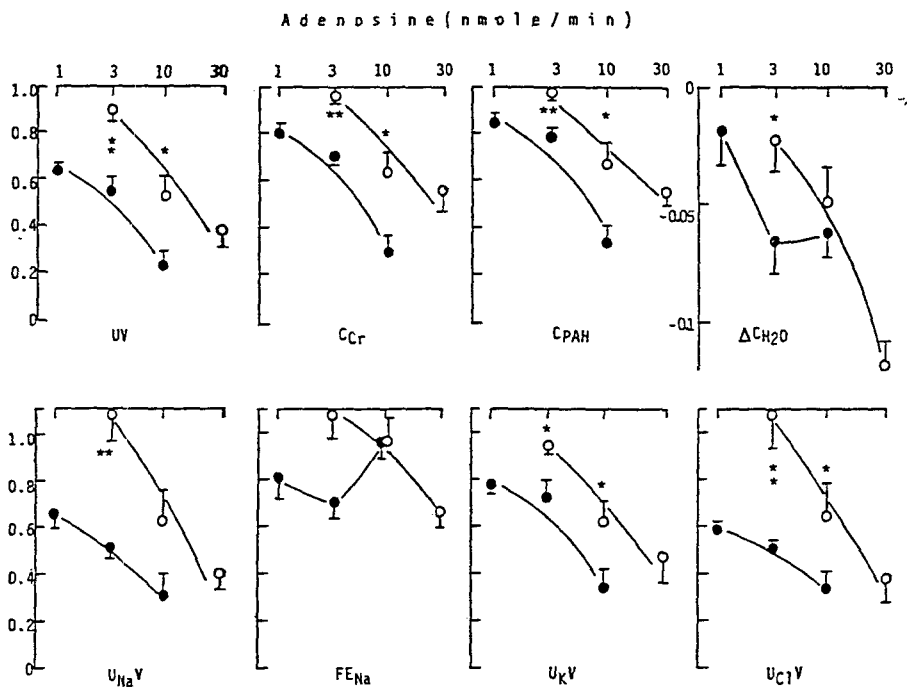 Adenosine(nmole/min)
1 3 10 30
1 3 10 30
1 3 10 30
1 3 10 30
1.0
0.8
0.6
0.4
0.2
0
**
*
**
*
**
*
0
-0.05
-0.1
*
UV
CCr
CPAH
ΔCH2O
1.0
0.8
0.6
0.4
0.2
0
**
*
*
**
*
UNaV
FENa
UKV
UClV